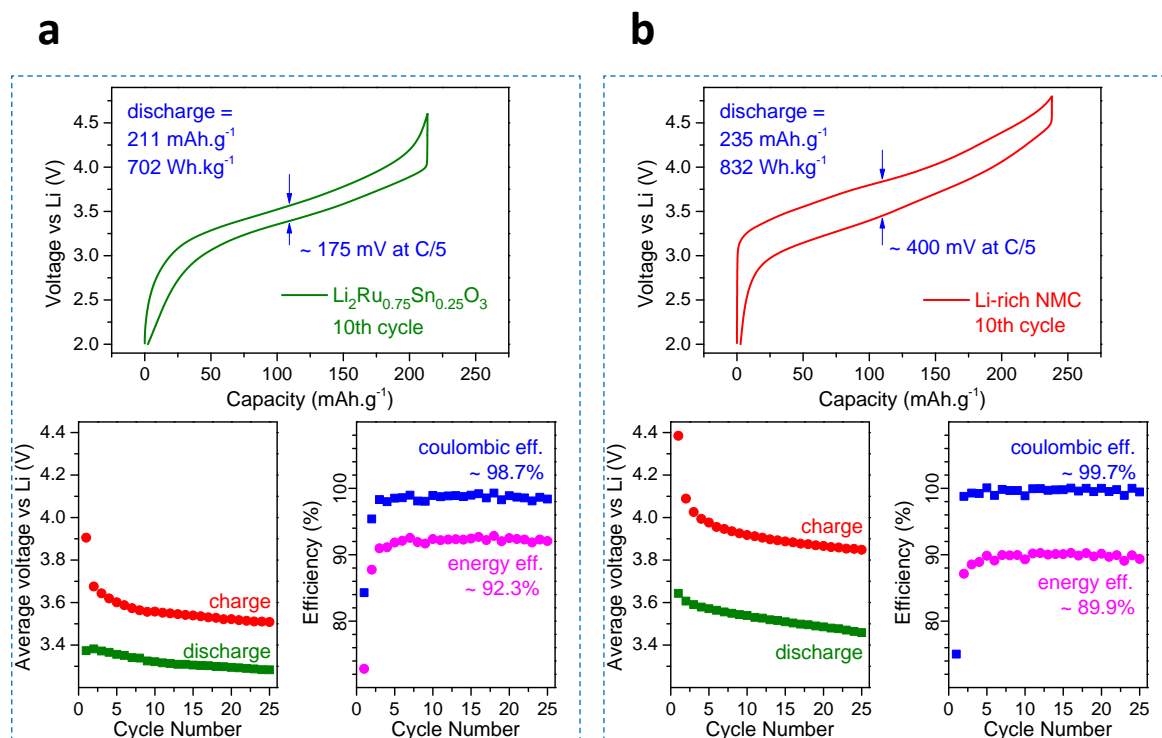 a
discharge =
211 mAh.g⁻¹
702 Wh.kg⁻¹
~ 175 mV at C/5
Li₂Ru₀.₇₅Sn₀.₂₅O₃
10th cycle
Voltage vs Li (V)
4.5
4.0
3.5
3.0
2.5
2.0
0 50 100 150 200 250
Capacity (mAh.g⁻¹)
Average voltage vs Li (V)
4.4
4.2
4.0
3.8
3.6
3.4
charge
discharge
0 5 10 15 20 25
Cycle Number
Efficiency (%)
100
90
80
coulombic eff.
~ 98.7%
energy eff.
~ 92.3%
0 5 10 15 20 25
Cycle Number
b
discharge =
235 mAh.g⁻¹
832 Wh.kg⁻¹
~ 400 mV at C/5
Li-rich NMC
10th cycle
Voltage vs Li (V)
4.5
4.0
3.5
3.0
2.5
2.0
0 50 100 150 200 250
Capacity (mAh.g⁻¹)
Average voltage vs Li (V)
4.4
4.2
4.0
3.8
3.6
3.4
charge
discharge
0 5 10 15 20 25
Cycle Number
Efficiency (%)
100
90
80
coulombic eff.
~ 99.7%
energy eff.
~ 89.9%
0 5 10 15 20 25
Cycle Number